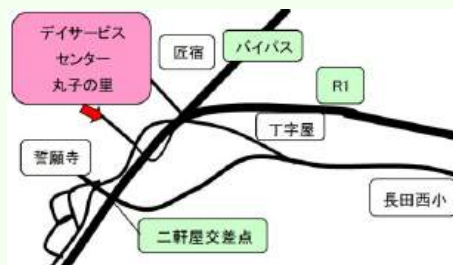 デイサービス
センター
丸子の里
匠宿
バイパス
R1
丁字屋
誓願寺
長田西小
二軒屋交差点